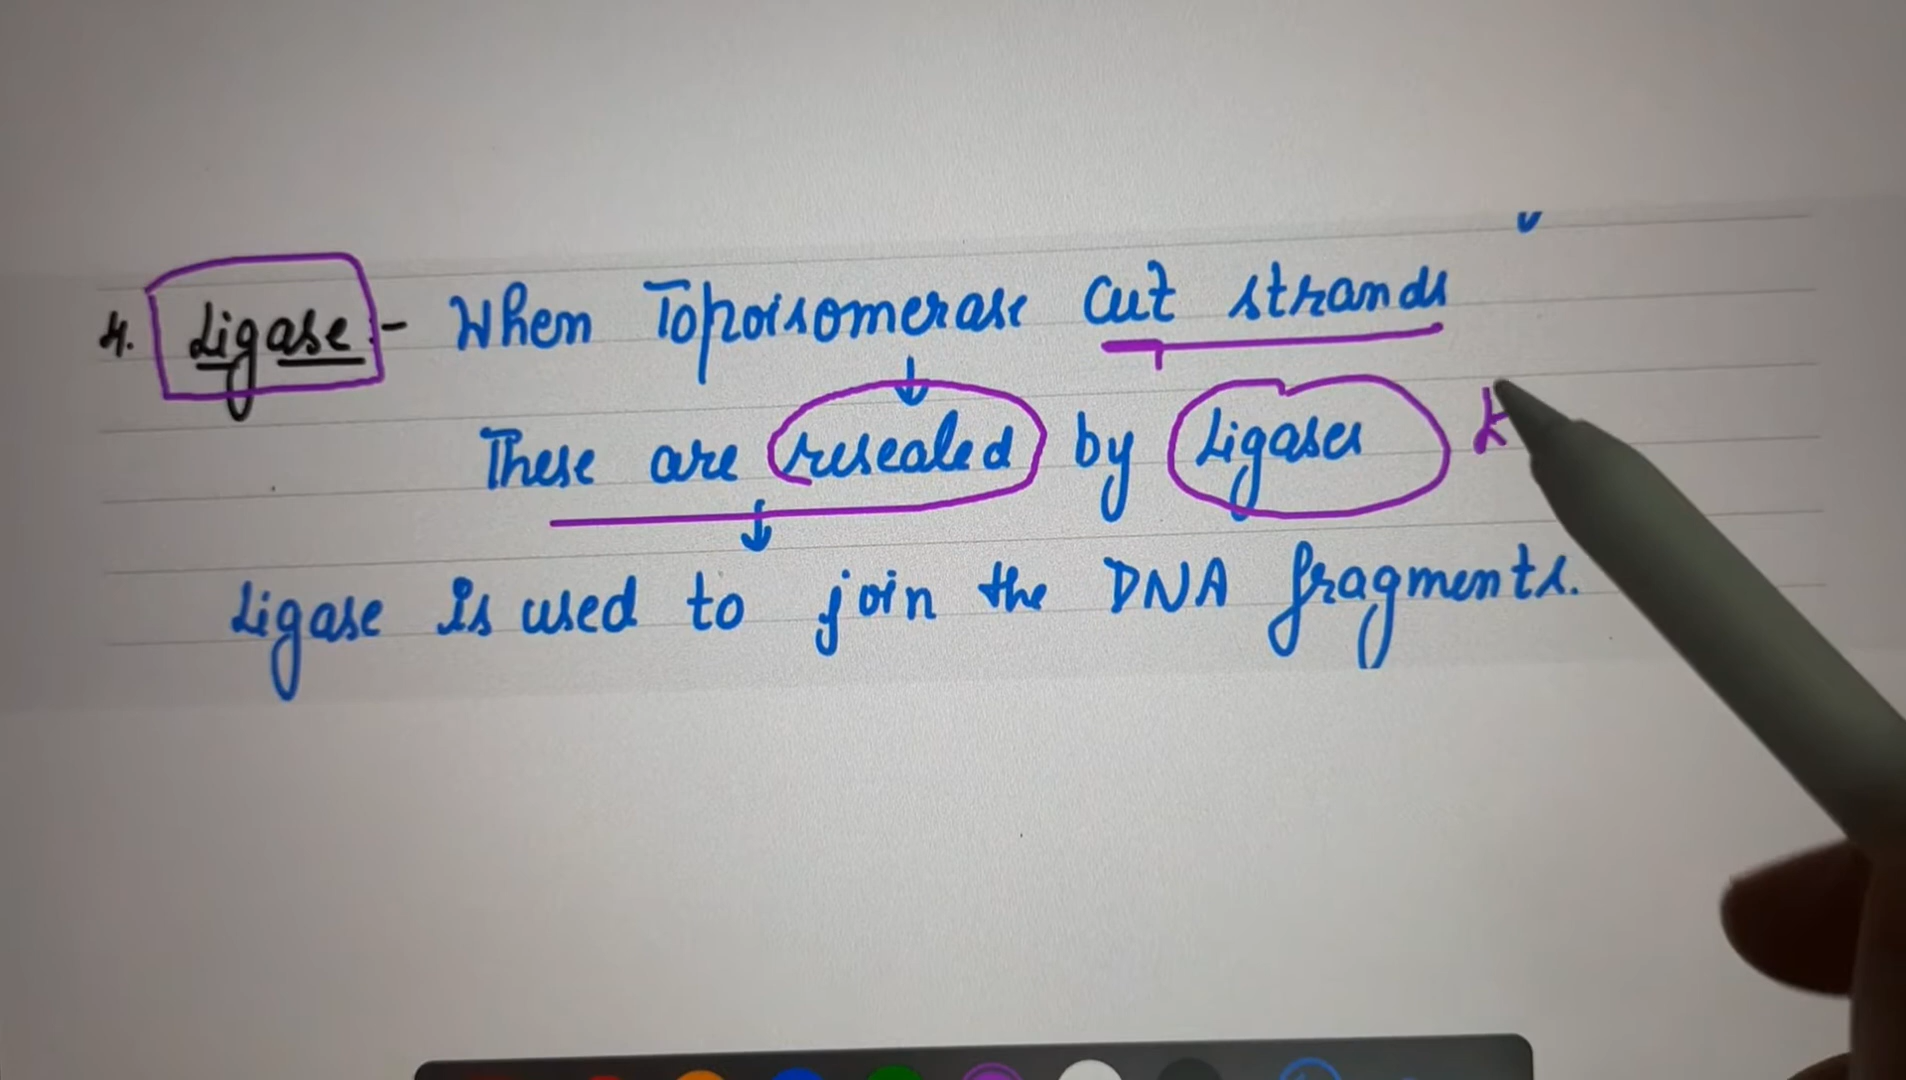 4. Ligase - When Topoisomerase cut strands
These are resealed by Ligases
Ligase is used to join the DNA fragments.